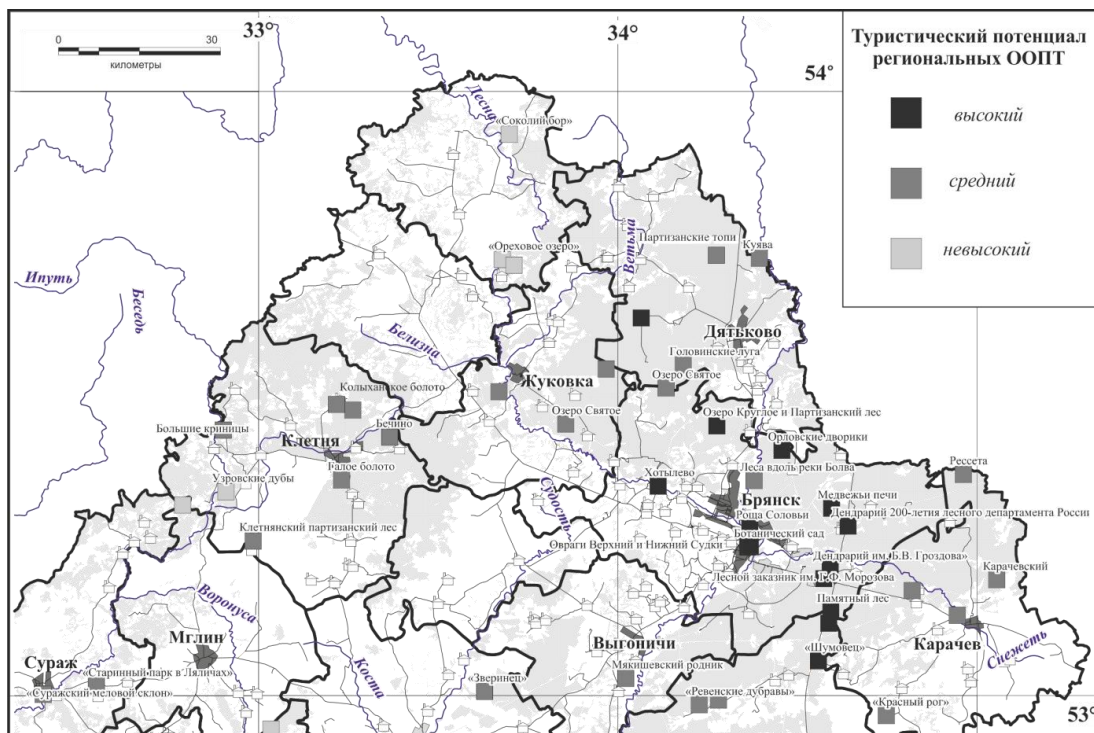 33°
34°
0
30
километры
54°
Туристический потенциал
региональных ООПТ
высокий
средний
невысокий
Десна
«Соколий бор»
Ветьма
Партизанские топи
Куява
«Ореховое озеро»
Ипуть
Беседь
Белизна
Дятьково
Головинские луга
Озеро Святое
Жуковка
Колыханское болото
Озеро Святое
Озеро Круглое и Партизанский лес
Бечино
Большие криницы
Клетня
Орловские дворики
Галое болото
Хотылево
Леса вдоль реки Болва
Рессета
Узровские дубы
Судость
Брянск
Медвежьи печи
Роща Соловьи
Дендрарий 200-летия лесного департамента России
Клетнянский партизанский лес
Ботанический сад
Овраги Верхний и Нижний Судки
Дендрарий им. Б.В. Гроздова»
Лесной заказник им. Г.Ф. Морозова
Карачевский
Воронуса
Памятный лес
Мглин
Выгоничи
Карачев
Снежеть
Сураж
«Шумовец»
Коста
Мякишевский родник
«Старинный парк в Ляличах»
«Зверинец»
«Суражский меловой склон»
«Ревенские дубравы»
«Красный рог»
53°